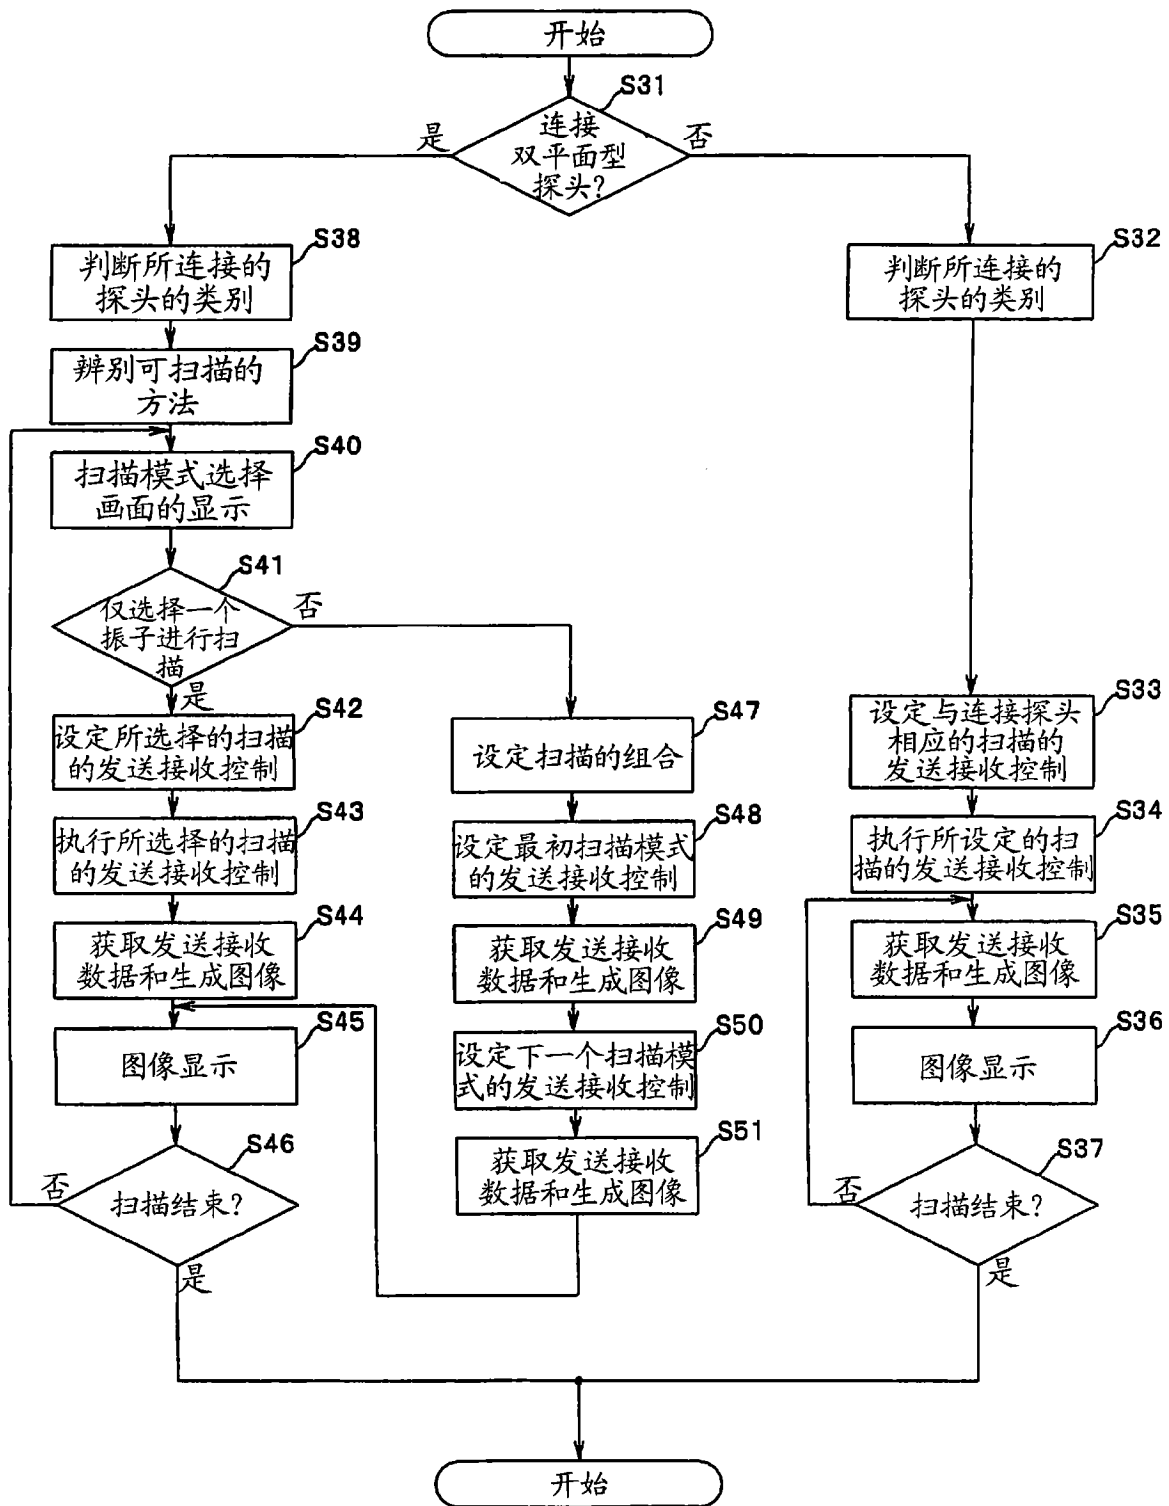 开始
S31
连接
双平面型
探头?
是
否
S38
判断所连接的
探头的类别
S32
判断所连接的
探头的类别
S39
辨别可扫描的
方法
S40
扫描模式选择
画面的显示
S41
仅选择一个
振子进行扫
描
否
是
S42
设定所选择的扫描
的发送接收控制
S43
执行所选择的扫描
的发送接收控制
S44
获取发送接收
数据和生成图像
S45
图像显示
S46
扫描结束?
否
是
S47
设定扫描的组合
S48
设定最初扫描模式
的发送接收控制
S49
获取发送接收
数据和生成图像
S50
设定下一个扫描模
式的发送接收控制
S51
获取发送接收
数据和生成图像
S33
设定与连接探头
相应的扫描的
发送接收控制
S34
执行所设定的扫
描的发送接收控制
S35
获取发送接收
数据和生成图像
S36
图像显示
S37
扫描结束?
否
是
开始